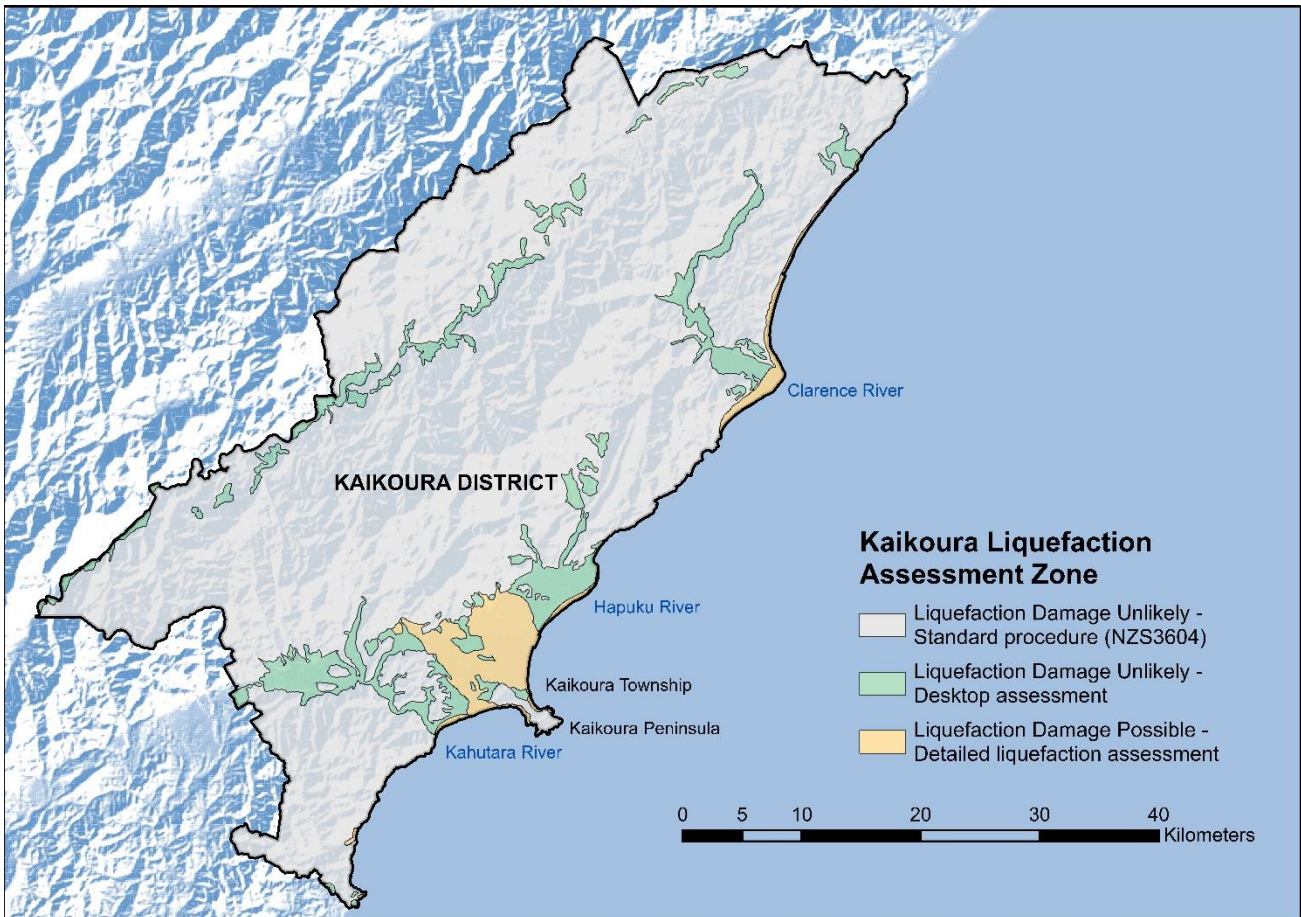 Clarence River
KAIKOURA DISTRICT
Hapuku River
Kaikoura Township
Kaikoura Peninsula
Kahutara River
Kaikoura Liquefaction
Assessment Zone
Liquefaction Damage Unlikely -
Standard procedure (NZS3604)
Liquefaction Damage Unlikely -
Desktop assessment
Liquefaction Damage Possible -
Detailed liquefaction assessment
0 5 10 20 30 40
Kilometers